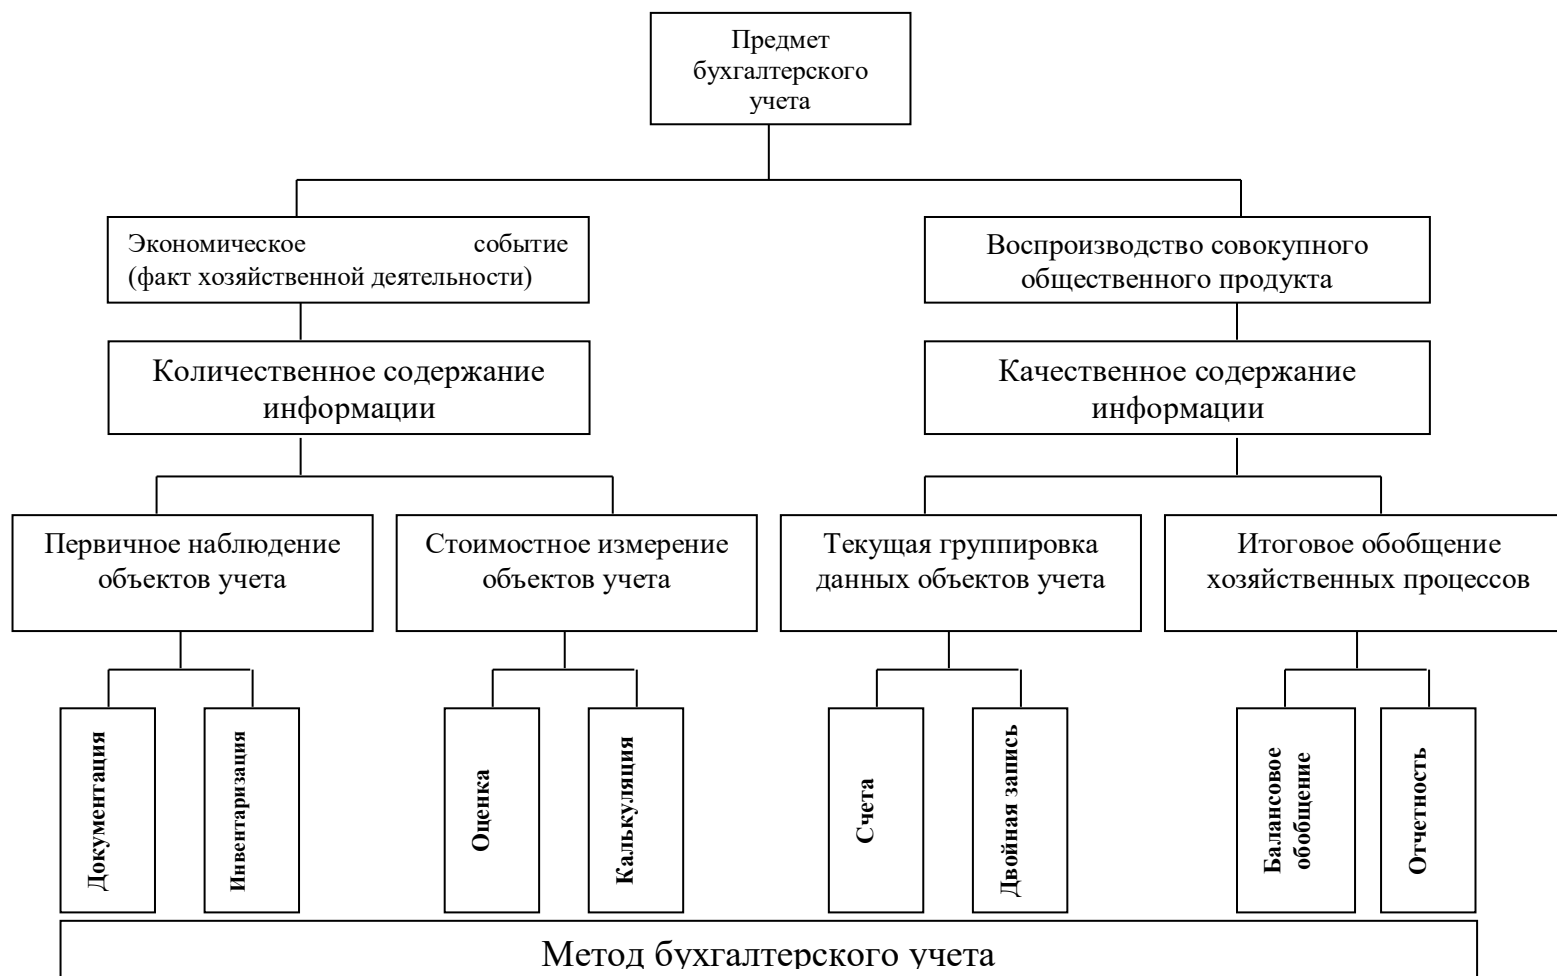 Предмет
бухгалтерского
учета
Экономическое событие
(факт хозяйственной деятельности)
Воспроизводство совокупного
общественного продукта
Количественное содержание
информации
Качественное содержание
информации
Первичное наблюдение
объектов учета
Стоимостное измерение
объектов учета
Текущая группировка
данных объектов учета
Итоговое обобщение
хозяйственных процессов
Документация
Инвентаризация
Оценка
Калькуляция
Счета
Двойная запись
Балансовое
обобщение
Отчетность
Метод бухгалтерского учета